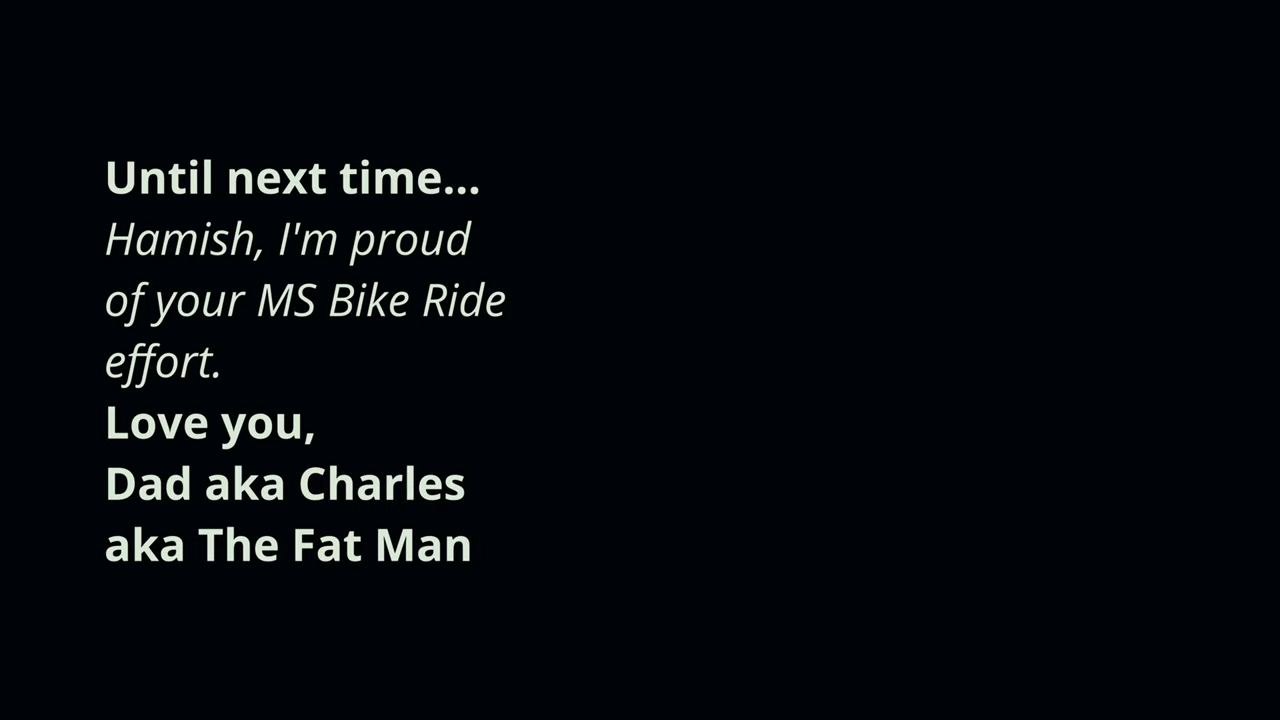 Until next time...
Hamish, I'm proud
of your MS Bike Ride
effort.
Love you,
Dad aka Charles
aka The Fat Man